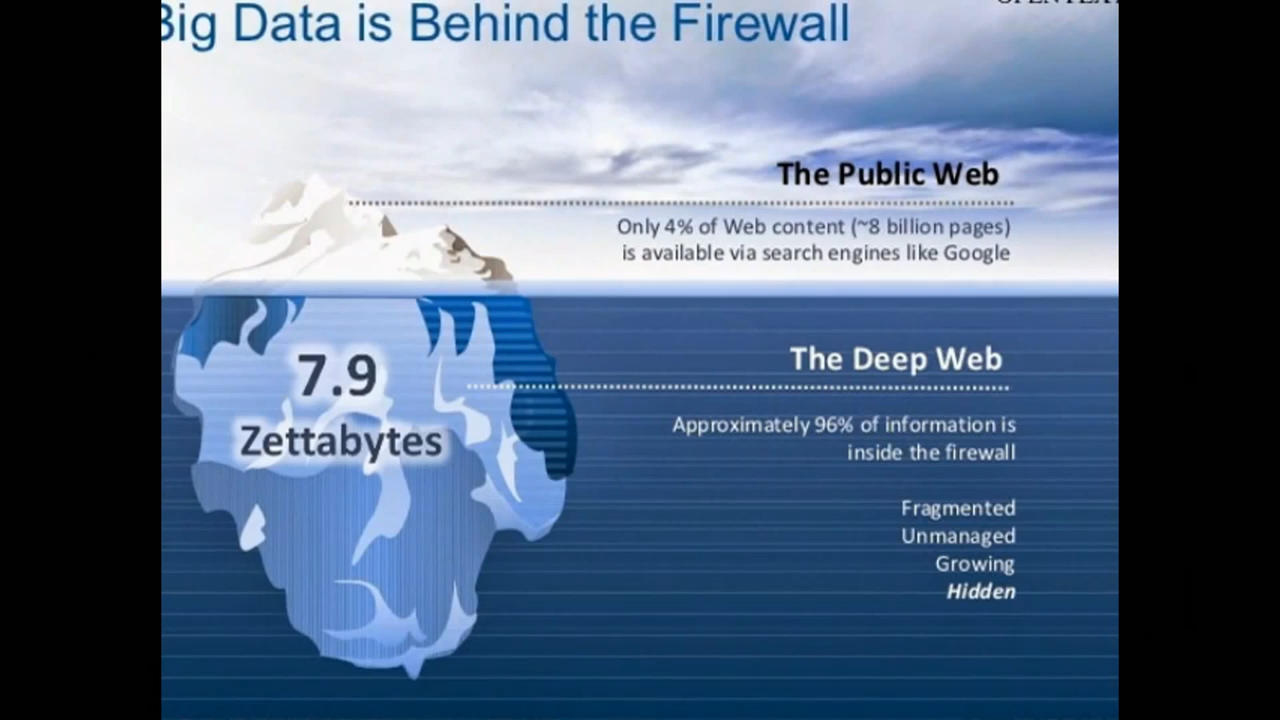 Big Data is Behind the Firewall
The Public Web
Only 4% of Web content (~8 billion pages)
is available via search engines like Google
7.9
Zettabytes
The Deep Web
Approximately 96% of information is
inside the firewall
Fragmented
Unmanaged
Growing
Hidden